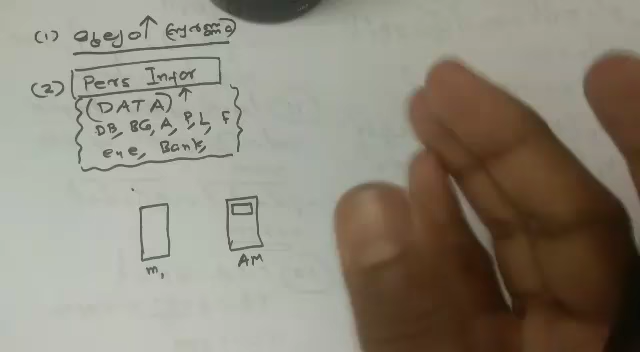 (1)
(2) Pers Infor
(DATA)
DB, BG, A, P, L, F
eye, Bank,
m,
AM